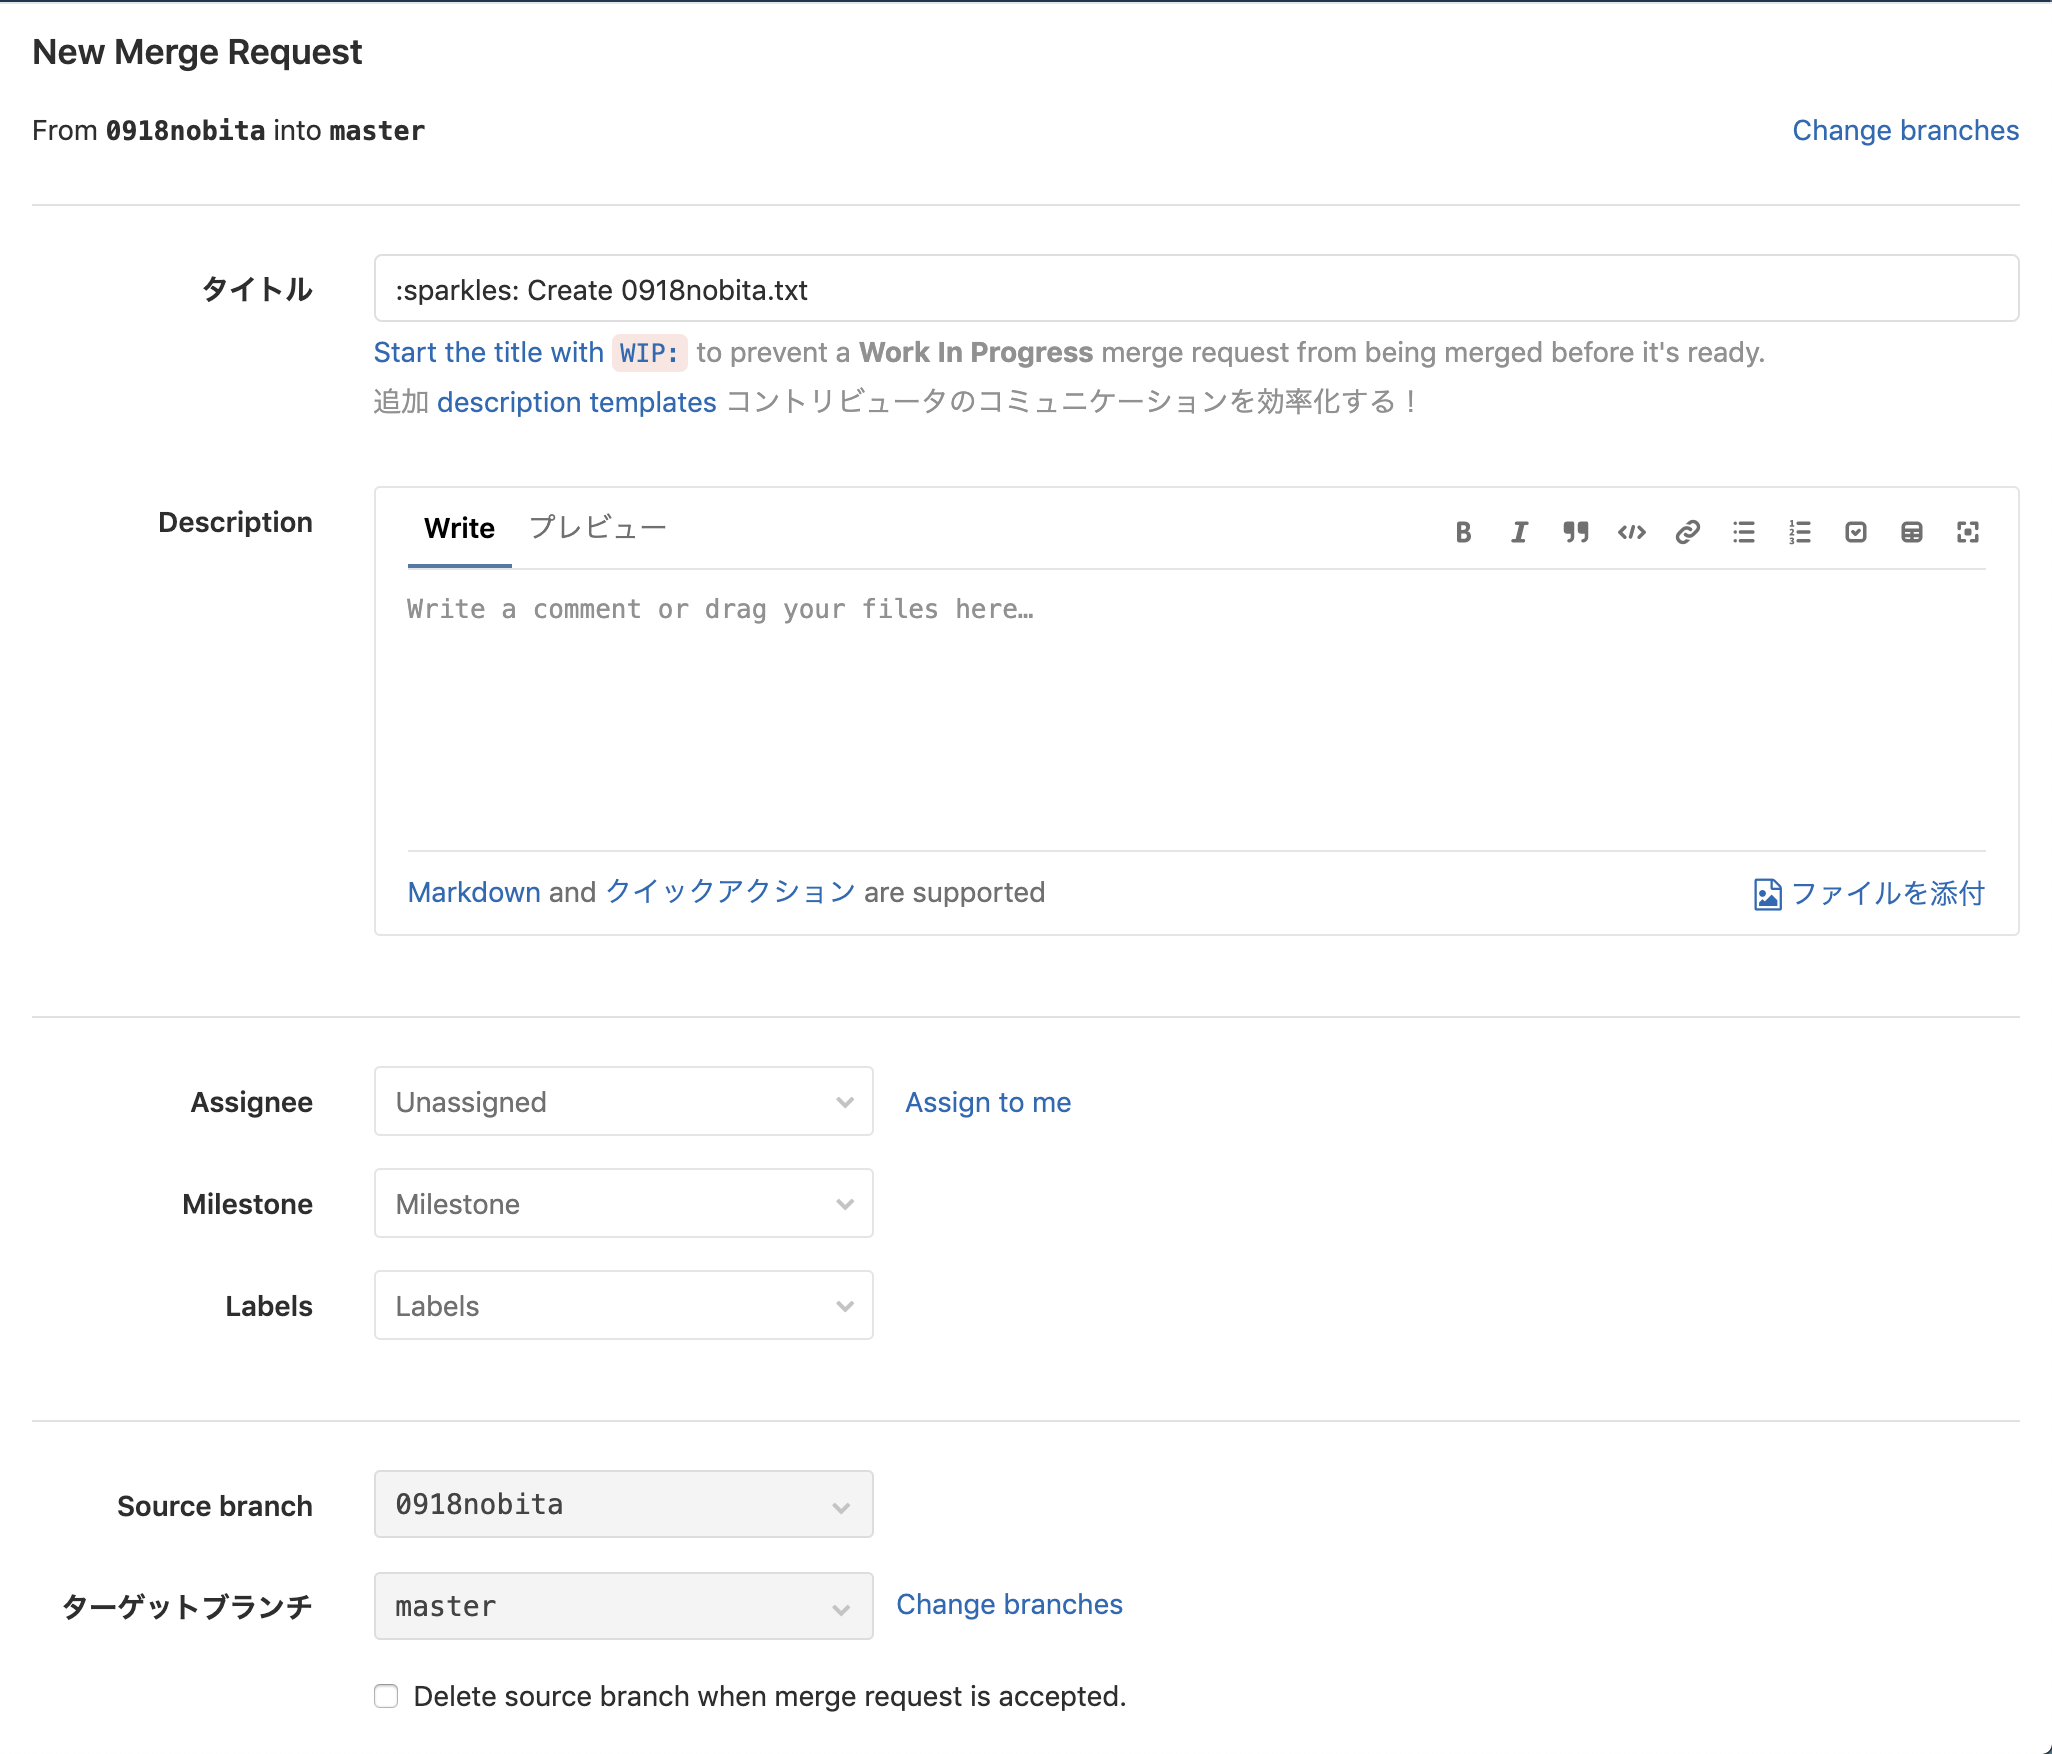 New Merge Request
From 0918nobita into master
Change branches
タイトル
:sparkles: Create 0918nobita.txt
Start the title with WIP: to prevent a Work In Progress merge request from being merged before it's ready.
追加 description templates コントリビュータのコミュニケーションを効率化する！
Description
Write プレビュー
Write a comment or drag your files here…
Markdown and クイックアクション are supported
ファイルを添付
Assignee
Unassigned
Assign to me
Milestone
Milestone
Labels
Labels
Source branch
0918nobita
ターゲットブランチ
master
Change branches
Delete source branch when merge request is accepted.